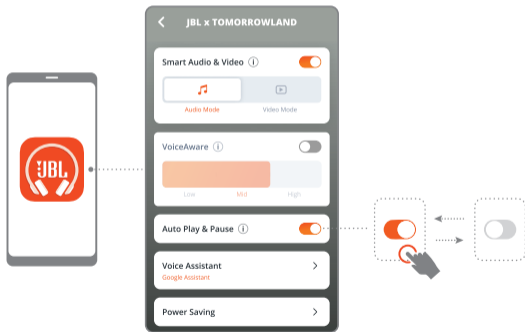 JBL
JBL x TOMORROWLAND
Smart Audio & Video
Audio Mode
Video Mode
VoiceAware
Low
Mid
High
Auto Play & Pause
Voice Assistant
Google Assistant
Power Saving